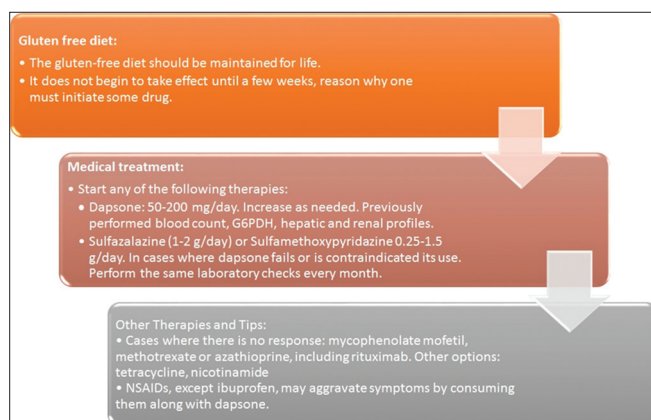 Gluten free diet:
• The gluten-free diet should be maintained for life.
• It does not begin to take effect until a few weeks, reason why one
must initiate some drug.
Medical treatment:
• Start any of the following therapies:
• Dapsone: 50-200 mg/day. Increase as needed. Previously
performed blood count, G6PDH, hepatic and renal profiles.
• Sulfazalazine (1-2 g/day) or Sulfamethoxypyridazine 0.25-1.5
g/day. In cases where dapsone fails or is contraindicated its use.
Perform the same laboratory checks every month.
Other Therapies and Tips:
• Cases where there is no response: mycophenolate mofetil,
methotrexate or azathioprine, including rituximab. Other options:
tetracycline, nicotinamide
• NSAIDs, except ibuprofen, may aggravate symptoms by consuming
them along with dapsone.